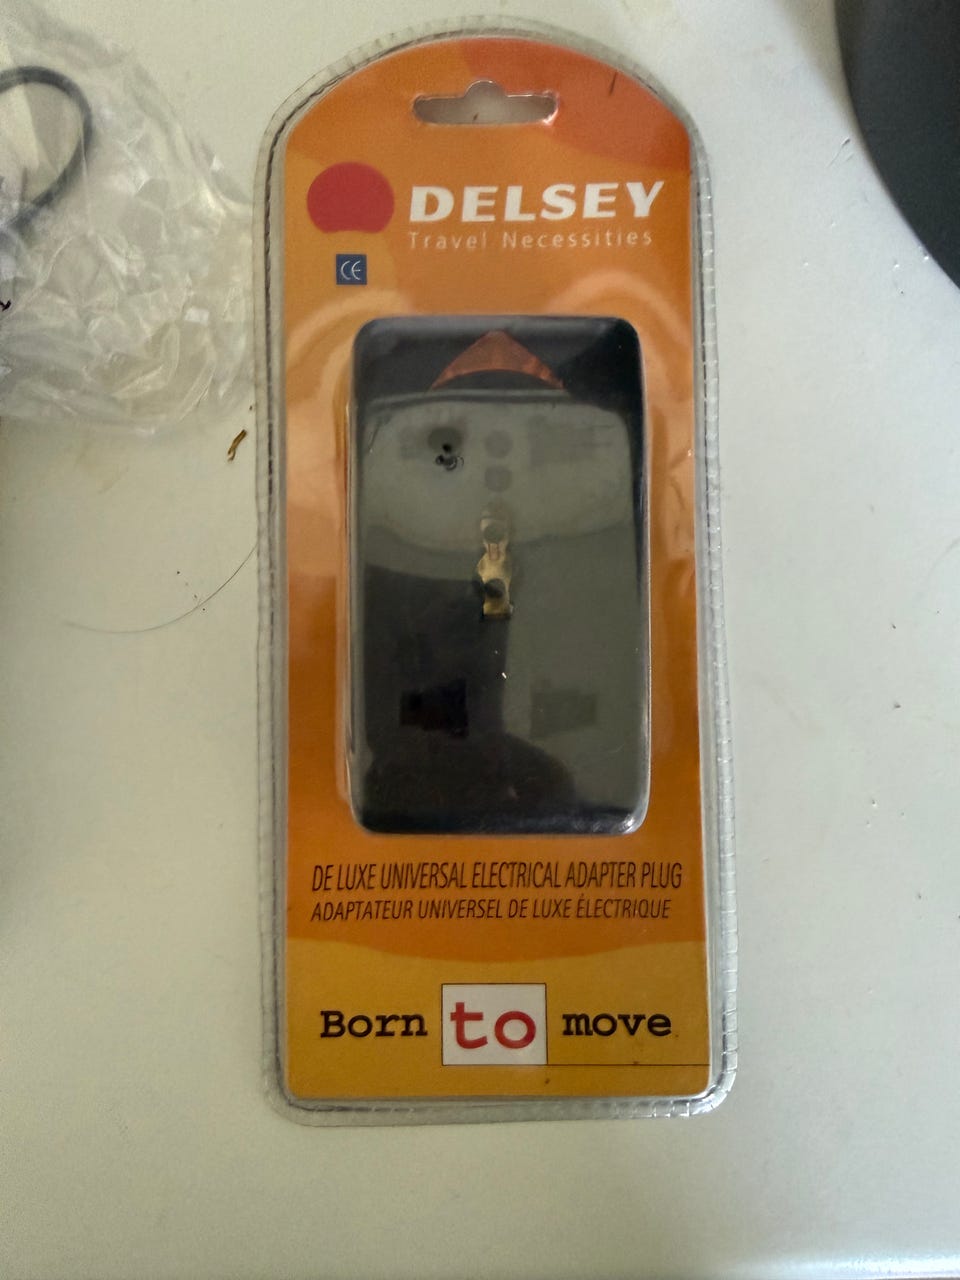 DELSEY
Travel Necessities
CE
DE LUXE UNIVERSAL ELECTRICAL ADAPTER PLUG
ADAPTATEUR UNIVERSEL DE LUXE ÉLECTRIQUE
Born to move